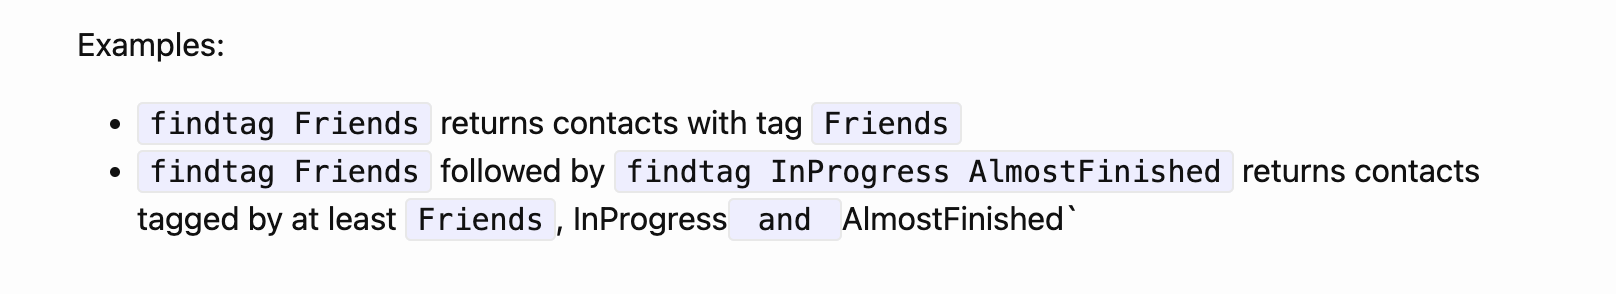 Examples:
• findtag Friends returns contacts with tag Friends
• findtag Friends followed by findtag InProgress AlmostFinished returns contacts
tagged by at least Friends, InProgress and AlmostFinished`